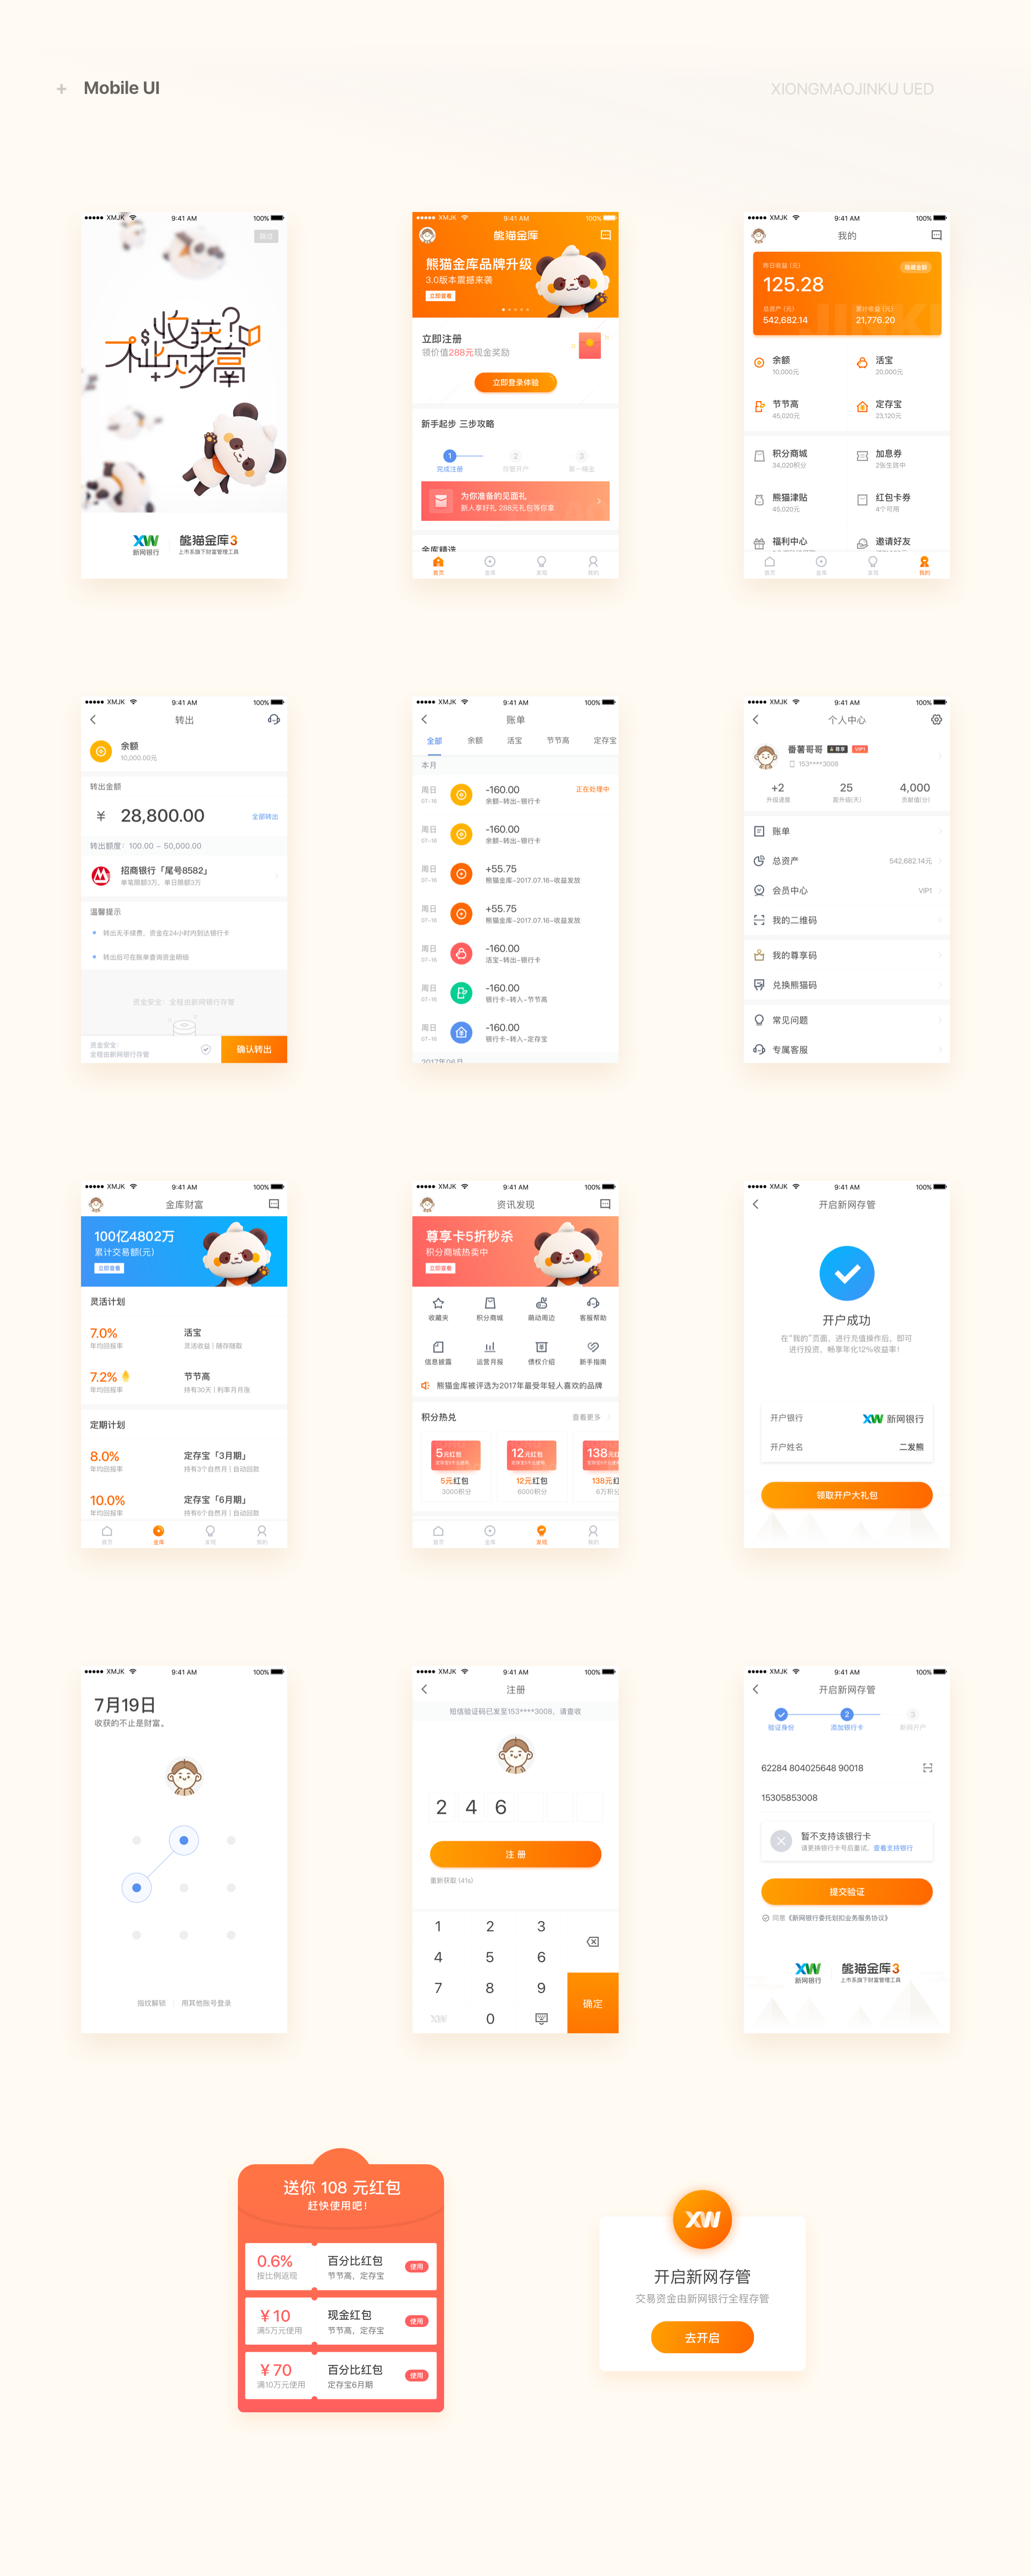 + Mobile UI
XIONGMAOJINKU UED
XMJK 9:41 AM 100%
跳过
不止收获?
$财富
新网银行
熊猫金库3
上市系旗下财富管理工具
XMJK 9:41 AM 100%
熊猫金库
熊猫金库品牌升级
3.0版本震撼来袭
立即查看
立即注册
领价值288元现金奖励
立即登录体验
新手起步 三步攻略
1 2 3
完成注册 存管开户 第一桶金
为你准备的见面礼
新人享好礼 288元礼包等你拿
金库精选
首页 金库 发现 我的
XMJK 9:41 AM 100%
我的
昨日收益 (元)
隐藏金额
125.28
总资产 (元) 累计收益 (元)
542,682.14 21,776.20
余额 活宝
10,000元 20,000元
节节高 定存宝
45,020元 23,120元
积分商城 加息券
34,020积分 2张生效中
熊猫津贴 红包卡券
45,020元 4个可用
福利中心 邀请好友
首页 金库 发现 我的
XMJK 9:41 AM 100%
转出
余额
10,000.00元
转出金额
¥ 28,800.00 全部转出
转出额度：100.00 – 50,000.00
招商银行「尾号8582」
单笔限额3万，单日限额3万
温馨提示
转出无手续费，资金在24小时内到达银行卡
转出后可在账单查询资金明细
资金安全：全程由新网银行存管
资金安全：
全程由新网银行存管
确认转出
XMJK 9:41 AM 100%
账单
全部 余额 活宝 节节高 定存宝
本月
周日 -160.00 正在处理中
07-16 余额–转出–银行卡
周日 -160.00
07-16 余额–转出–银行卡
周日 +55.75
07-16 熊猫金库–2017.07.16–收益发放
周日 +55.75
07-16 熊猫金库–2017.07.16–收益发放
周日 -160.00
07-16 活宝–转出–银行卡
周日 -160.00
07-16 银行卡–转入–节节高
周日 -160.00
07-16 银行卡–转入–定存宝
2017年06月
XMJK 9:41 AM 100%
个人中心
番薯哥哥 尊享 VIP1
153****3008
+2 25 4,000
升级进度 距升级(天) 贡献值(分)
账单
总资产 542,682.14元
会员中心 VIP1
我的二维码
我的尊享码
兑换熊猫码
常见问题
专属客服
XMJK 9:41 AM 100%
金库财富
100亿4802万
累计交易额(元)
立即查看
灵活计划
7.0% 活宝
年均回报率 灵活收益 | 随存随取
7.2% 节节高
年均回报率 持有30天 | 利率月月涨
定期计划
8.0% 定存宝「3月期」
年均回报率 持有3个自然月 | 自动回款
10.0% 定存宝「6月期」
年均回报率 持有6个自然月 | 自动回款
首页 金库 发现 我的
XMJK 9:41 AM 100%
资讯发现
尊享卡5折秒杀
积分商城热卖中
立即查看
收藏夹 积分商城 萌动周边 客服帮助
信息披露 运营月报 债权介绍 新手指南
熊猫金库被评选为2017年最受年轻人喜欢的品牌
积分热兑 查看更多
5元红包 12元红包 138元红
5元红包 12元红包 138元红
3000积分 6000积分 6万积分
首页 金库 发现 我的
XMJK 9:41 AM 100%
开启新网存管
开户成功
在“我的”页面，进行充值操作后，即可
进行投资，畅享年化12%收益率！
开户银行 新网银行
开户姓名 二发熊
领取开户大礼包
XMJK 9:41 AM 100%
7月19日
收获的不止是财富。
指纹解锁 | 用其他账号登录
XMJK 9:41 AM 100%
注册
短信验证码已发至153****3008，请查收
2 4 6
注 册
重新获取 (41s)
1 2 3
4 5 6
7 8 9
确定
XW 0
XMJK 9:41 AM 100%
开启新网存管
2 3
验证身份 添加银行卡 新网开户
62284 804025648 90018
15305853008
暂不支持该银行卡
请更换银行卡号后重试，查看支持银行
提交验证
同意《新网银行委托划扣业务服务协议》
新网银行
熊猫金库3
上市系旗下财富管理工具
送你 108 元红包
赶快使用吧！
0.6% 百分比红包
按比例返现 节节高，定存宝
使用
¥10 现金红包
满5万元使用 节节高，定存宝
使用
¥70 百分比红包
满10万元使用 定存宝6月期
使用
XW
开启新网存管
交易资金由新网银行全程存管
去开启